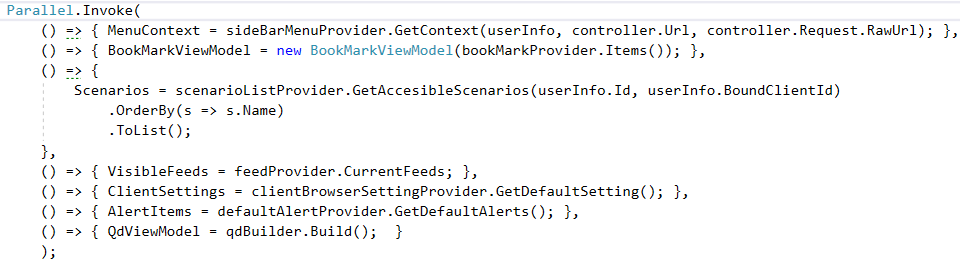 Parallel.Invoke(
() => { MenuContext = sideBarMenuProvider.GetContext(userInfo, controller.Url, controller.Request.RawUrl); },
() => { BookMarkViewModel = new BookMarkViewModel(bookMarkProvider.Items()); },
() => {
Scenarios = scenarioListProvider.GetAccesibleScenarios(userInfo.Id, userInfo.BoundClientId)
.OrderBy(s => s.Name)
.ToList();
},
() => { VisibleFeeds = feedProvider.CurrentFeeds; },
() => { ClientSettings = clientBrowserSettingProvider.GetDefaultSetting(); },
() => { AlertItems = defaultAlertProvider.GetDefaultAlerts(); },
() => { QdViewModel = qdBuilder.Build();  }
);